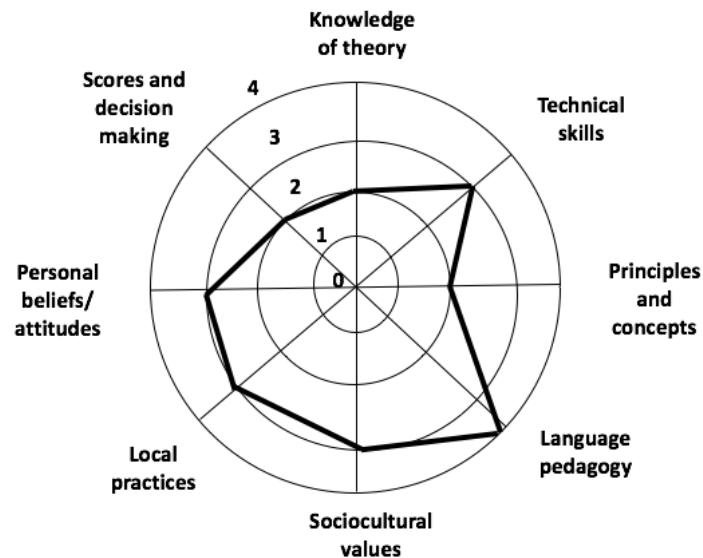 Knowledge
of theory
Scores and
decision
making
4
Technical
skills
3
2
1
0
Personal
beliefs/
attitudes
Principles
and
concepts
Local
practices
Language
pedagogy
Sociocultural
values